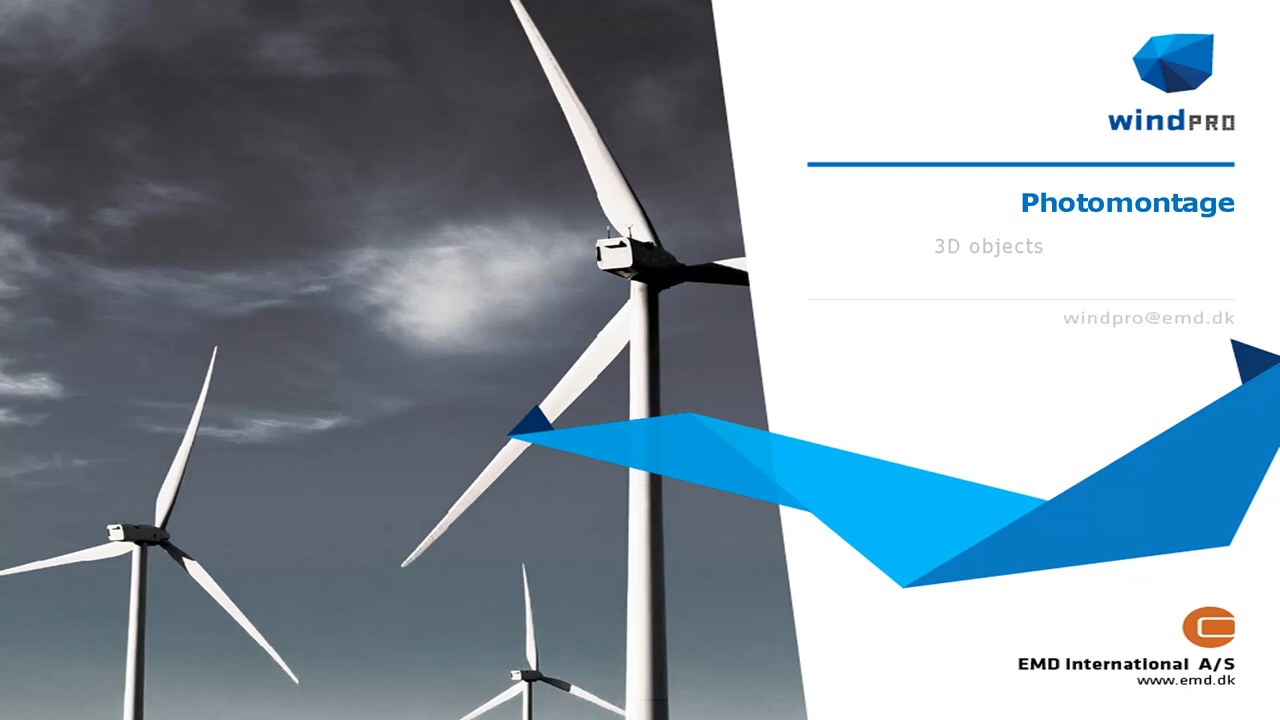 windPRO
Photomontage
3D objects
windpro@emd.dk
EMD International A/S
www.emd.dk